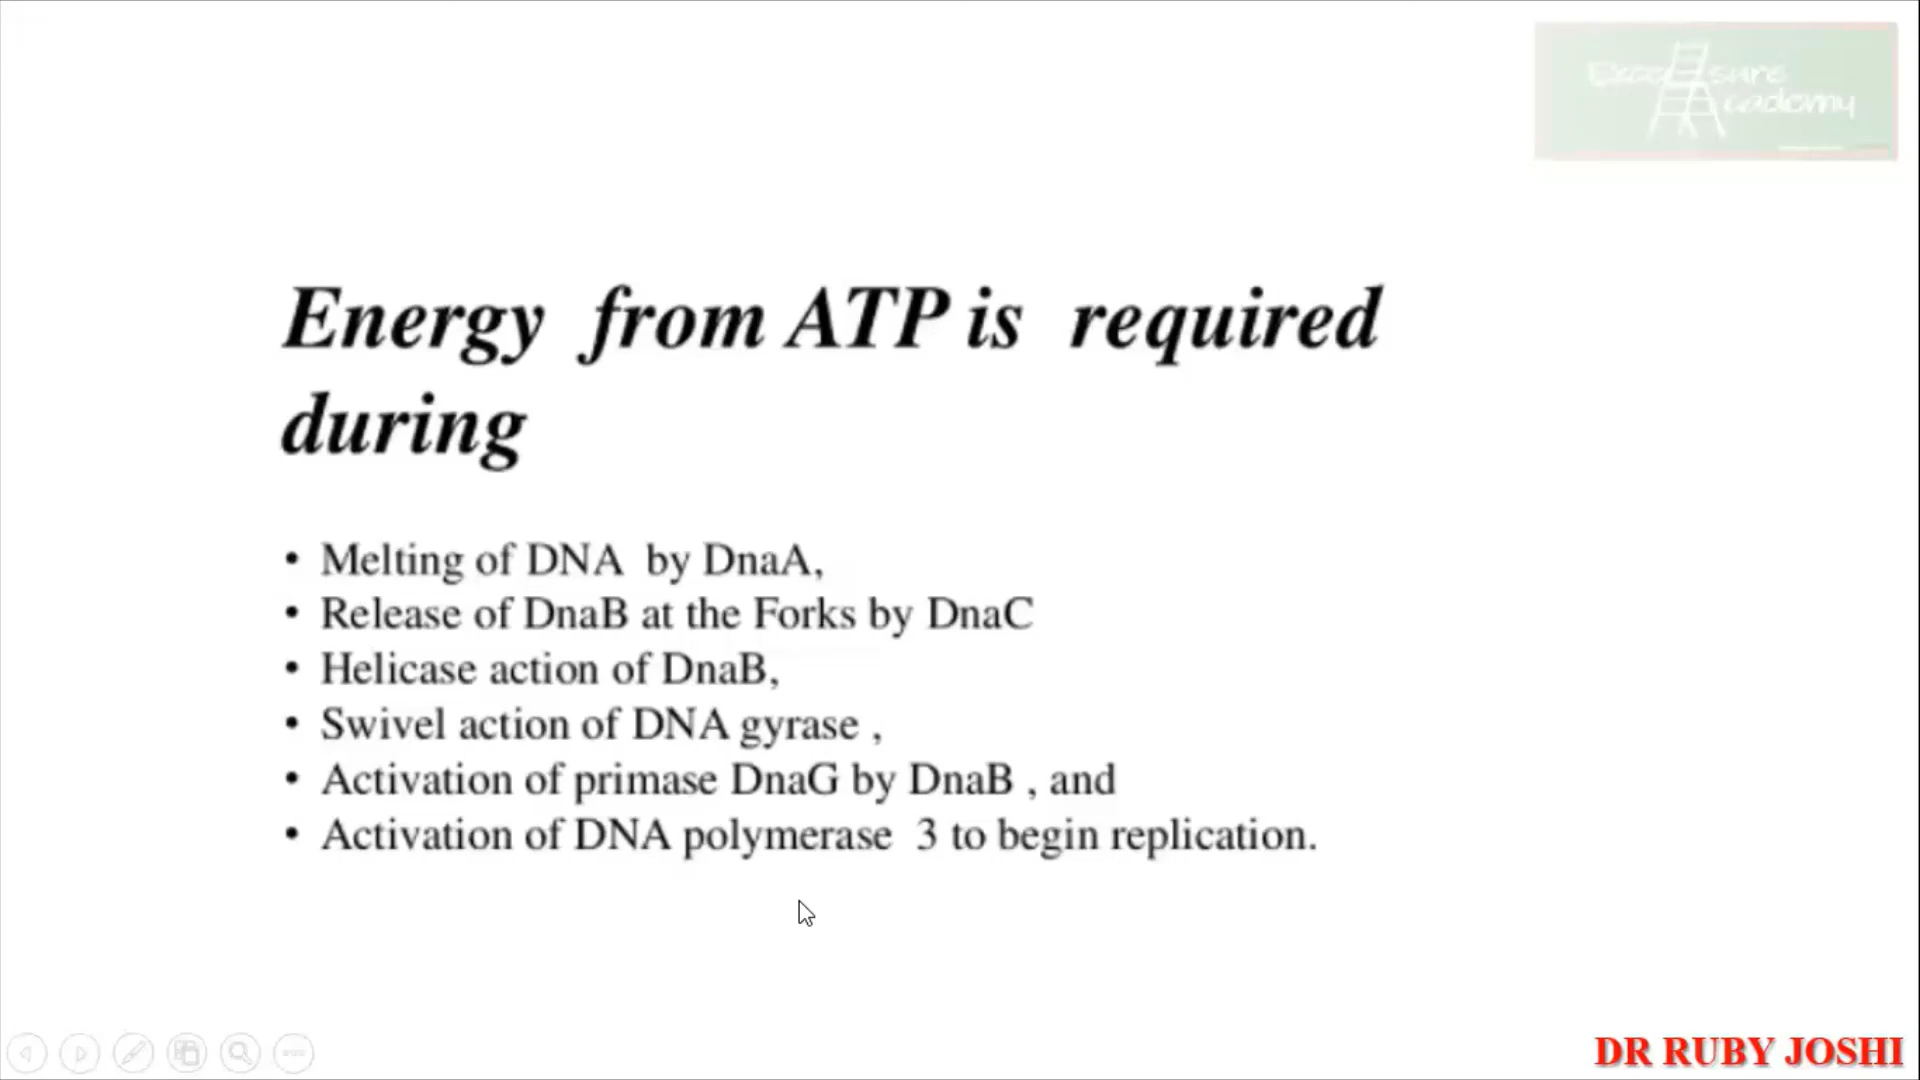 sure
cademy
Energy from ATP is required
during
• Melting of DNA by DnaA,
• Release of DnaB at the Forks by DnaC
• Helicase action of DnaB,
• Swivel action of DNA gyrase ,
• Activation of primase DnaG by DnaB , and
• Activation of DNA polymerase 3 to begin replication.
DR RUBY JOSHI